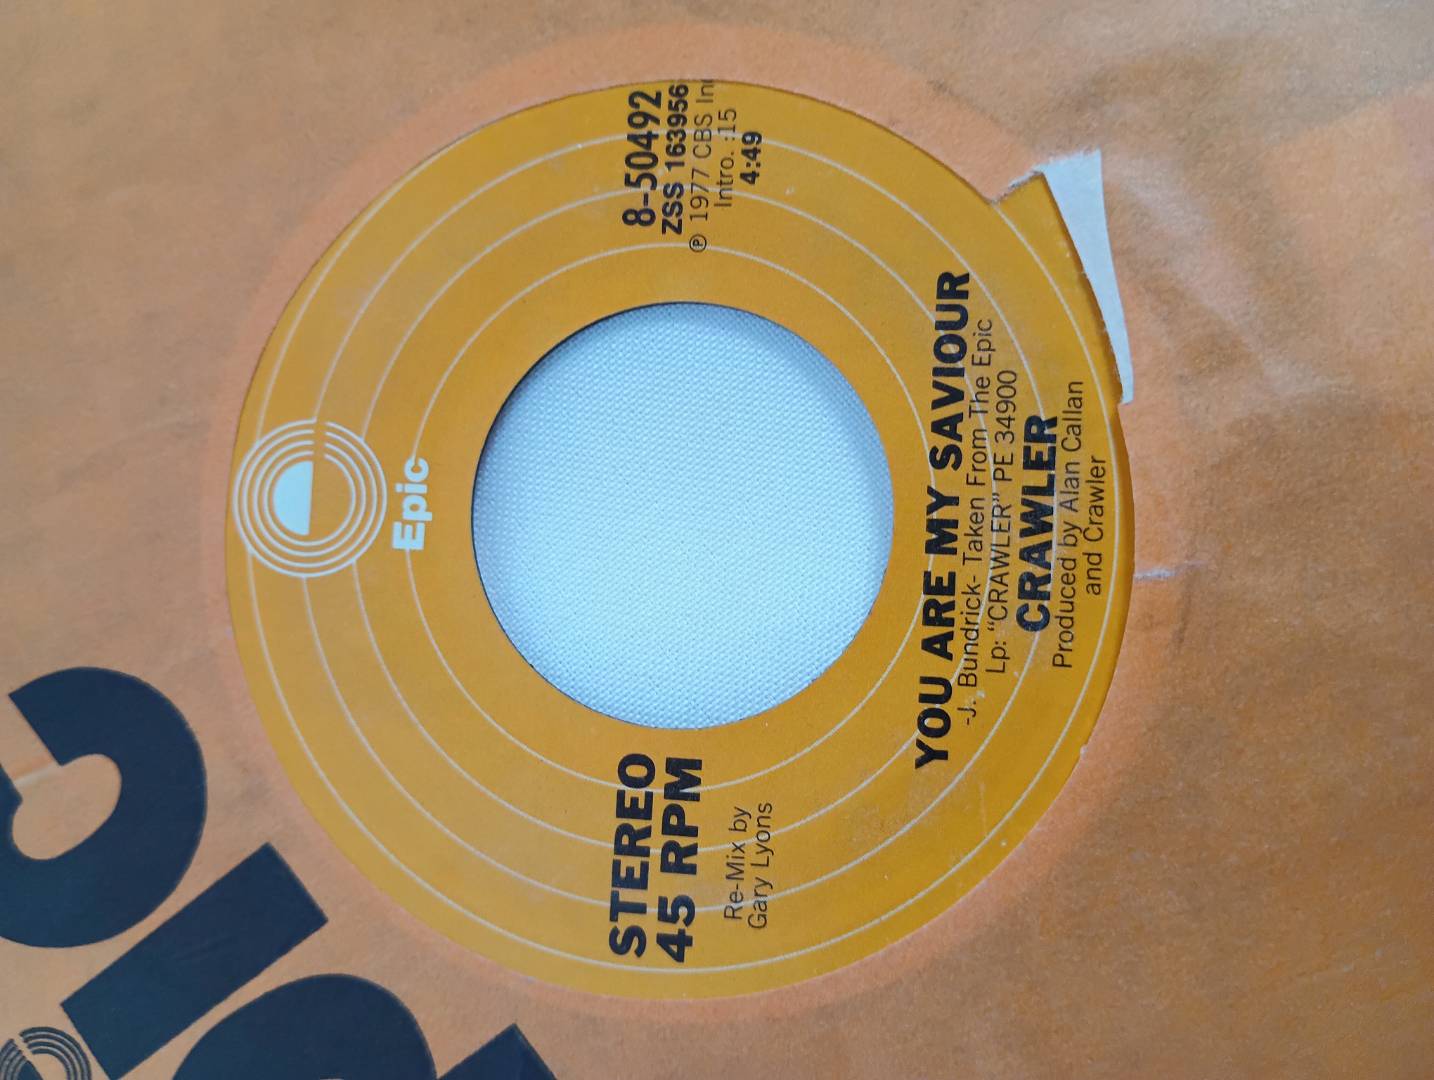 Epic
STEREO
45 RPM
Re-Mix by
Gary Lyons
8-50492
ZSS 163956
℗ 1977 CBS Inc
Intro. :15
4:49
YOU ARE MY SAVIOUR
-J. Bundrick- Taken From The Epic
Lp: "CRAWLER" PE 34900
CRAWLER
Produced by Alan Callan
and Crawler